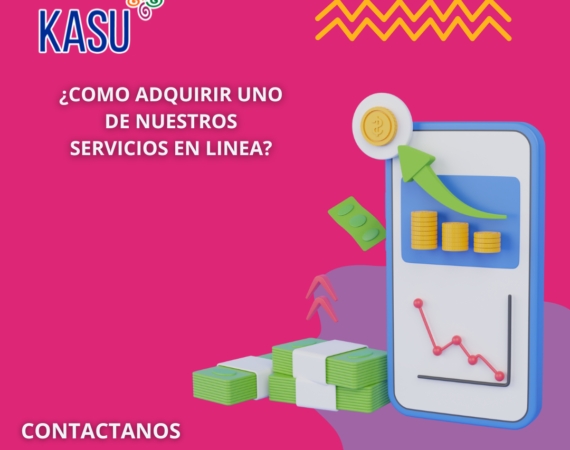 KASU
¿COMO ADQUIRIR UNO
DE NUESTROS
SERVICIOS EN LINEA?
CONTACTANOS